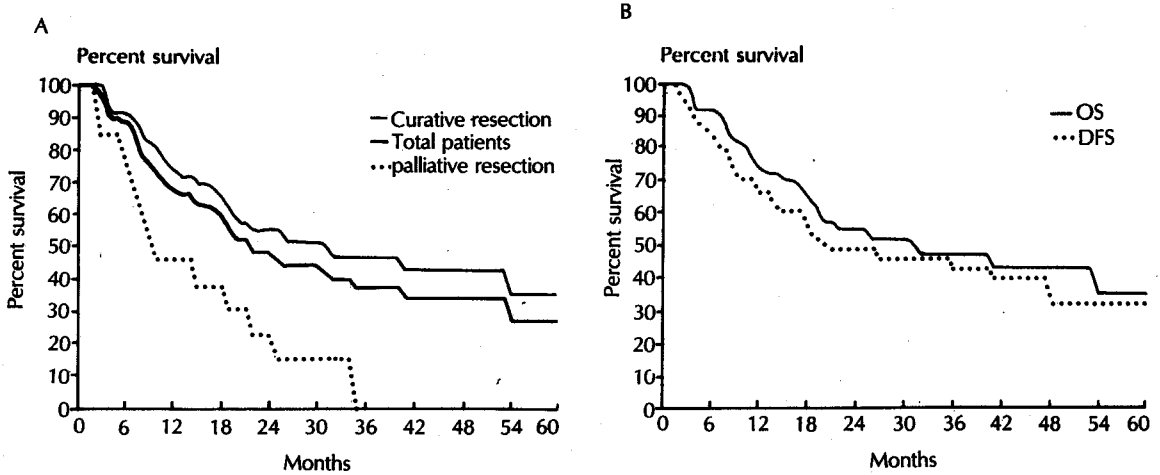 A
Percent survival
100
90
80
70
60
50
40
30
20
10
0
Percent survival
0 6 12 18 24 30 36 42 48 54 60
Months
Curative resection
Total patients
palliative resection
B
Percent survival
100
90
80
70
60
50
40
30
20
10
0
Percent survival
0 6 12 18 24 30 36 42 48 54 60
Months
OS
DFS